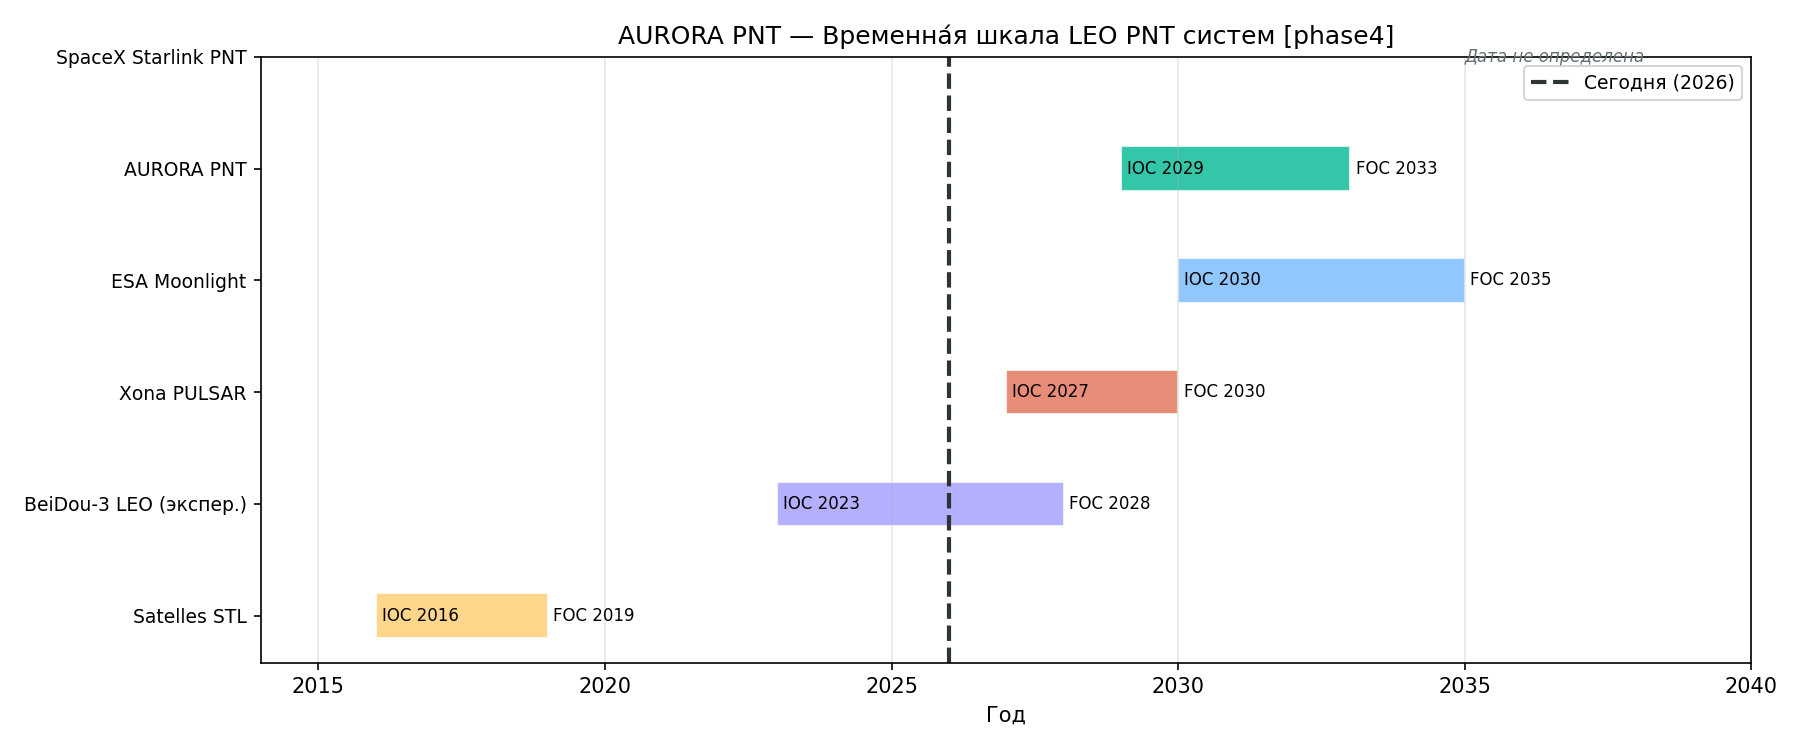 AURORA PNT — Временна́я шкала LEO PNT систем [phase4]
SpaceX Starlink PNT
Дата не определена
Сегодня (2026)
AURORA PNT
IOC 2029
FOC 2033
ESA Moonlight
IOC 2030
FOC 2035
Xona PULSAR
IOC 2027
FOC 2030
BeiDou-3 LEO (экспер.)
IOC 2023
FOC 2028
Satelles STL
IOC 2016
FOC 2019
2015
2020
2025
2030
2035
2040
Год